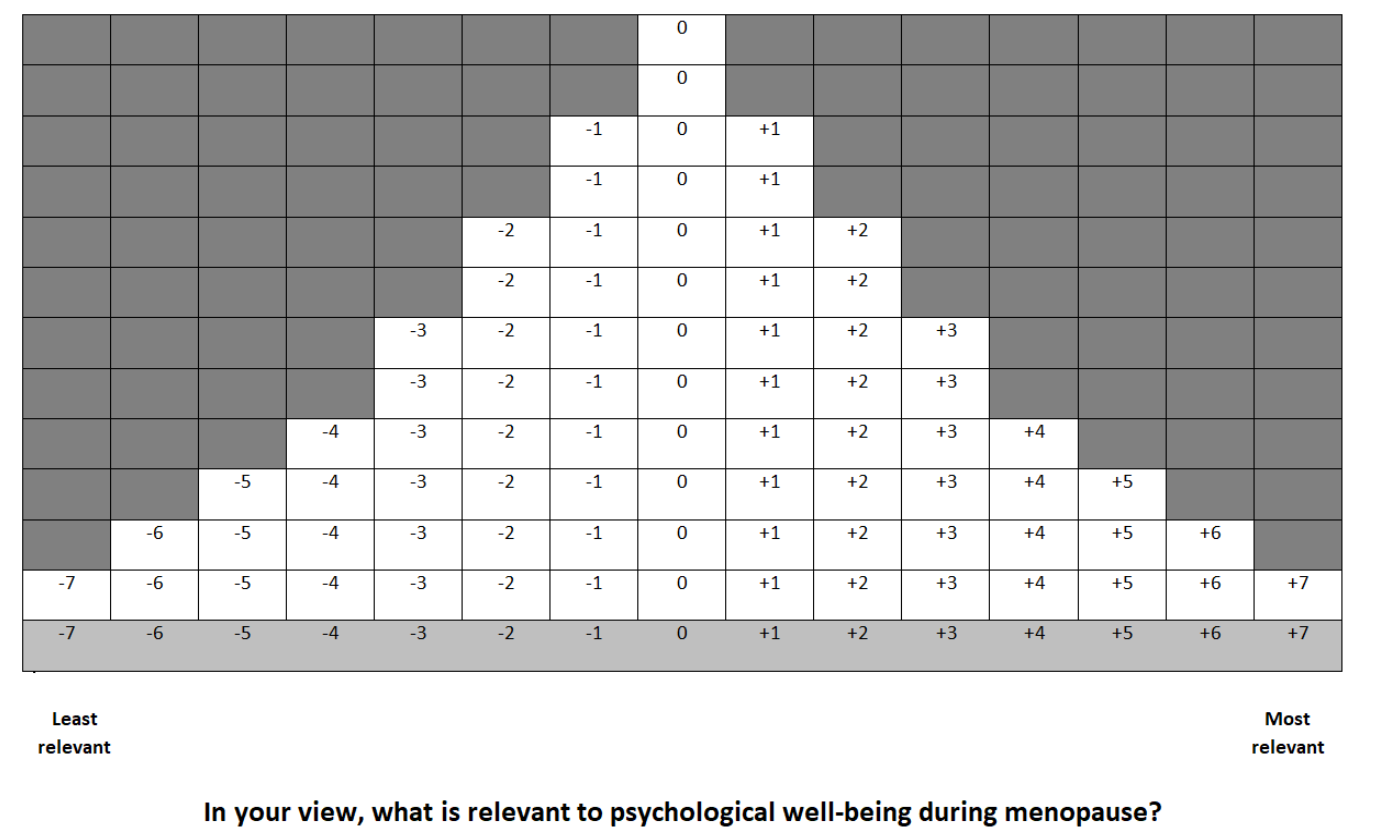 0
0
-1 0 +1
-1 0 +1
-2 -1 0 +1 +2
-2 -1 0 +1 +2
-3 -2 -1 0 +1 +2 +3
-3 -2 -1 0 +1 +2 +3
-4 -3 -2 -1 0 +1 +2 +3 +4
-5 -4 -3 -2 -1 0 +1 +2 +3 +4 +5
-6 -5 -4 -3 -2 -1 0 +1 +2 +3 +4 +5 +6
-7 -6 -5 -4 -3 -2 -1 0 +1 +2 +3 +4 +5 +6 +7
-7 -6 -5 -4 -3 -2 -1 0 +1 +2 +3 +4 +5 +6 +7
Least Most
relevant relevant
In your view, what is relevant to psychological well-being during menopause?